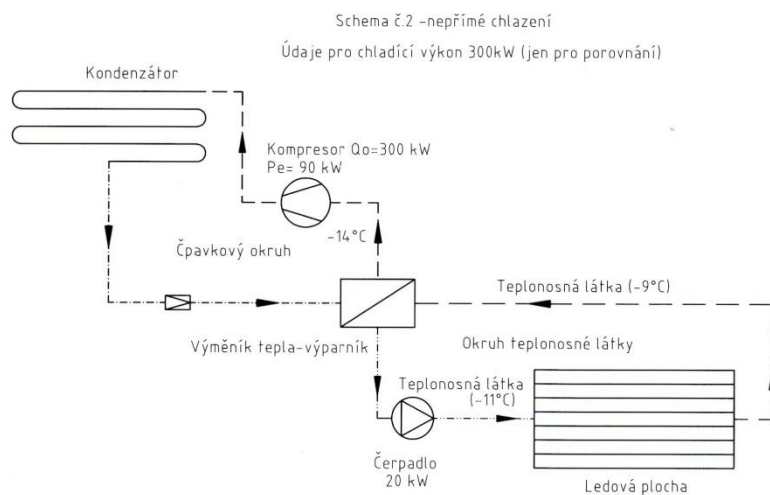 Schema č.2 -nepřímé chlazení
Údaje pro chladící výkon 300kW (jen pro porovnání)
Kondenzátor
Kompresor Qo=300 kW
Pe= 90 kW
-14°C
Čpavkový okruh
Teplonosná látka (-9°C)
Výměník tepla-výparník
Okruh teplonosné látky
Teplonosná látka
(-11°C)
Čerpadlo
20 kW
Ledová plocha